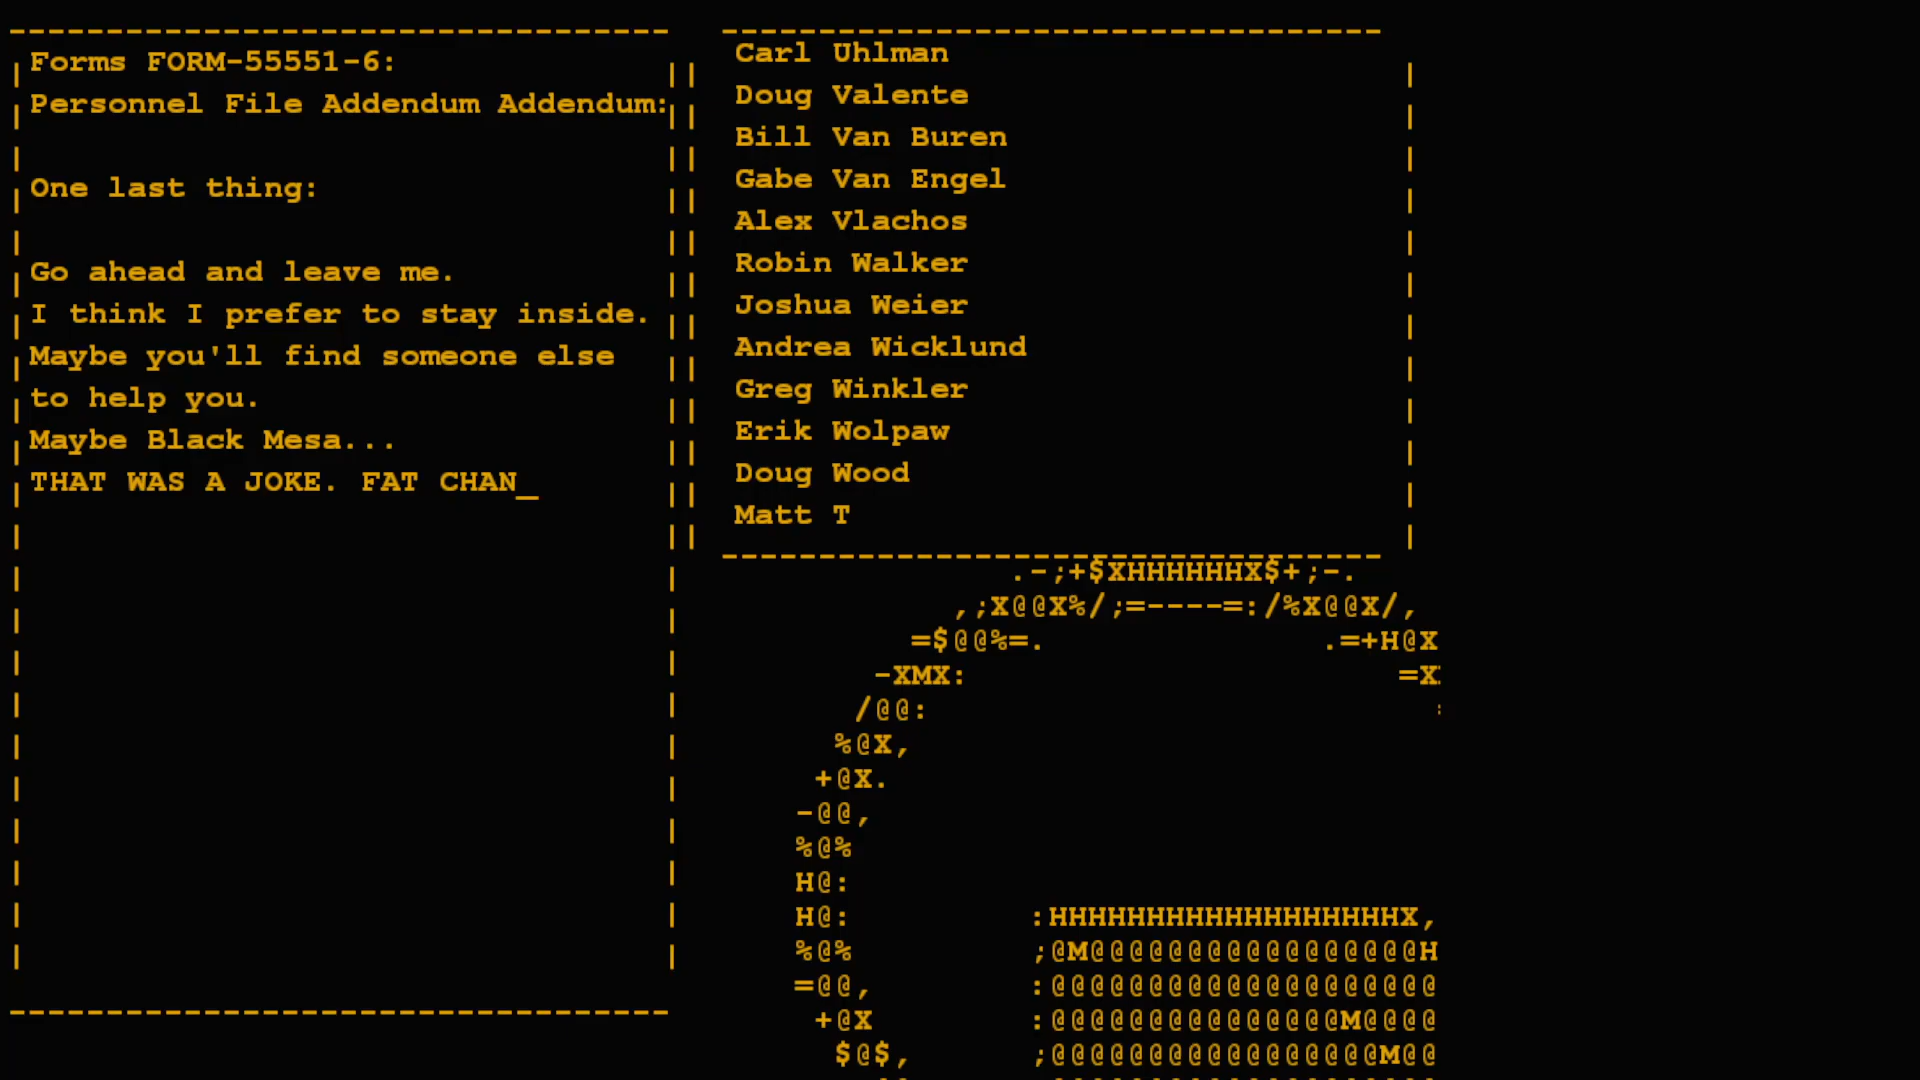 Forms FORM-55551-6:
Personnel File Addendum Addendum:
One last thing:
Go ahead and leave me.
I think I prefer to stay inside.
Maybe you'll find someone else
to help you.
Maybe Black Mesa...
THAT WAS A JOKE. FAT CHAN_
Carl Uhlman
Doug Valente
Bill Van Buren
Gabe Van Engel
Alex Vlachos
Robin Walker
Joshua Weier
Andrea Wicklund
Greg Winkler
Erik Wolpaw
Doug Wood
Matt T